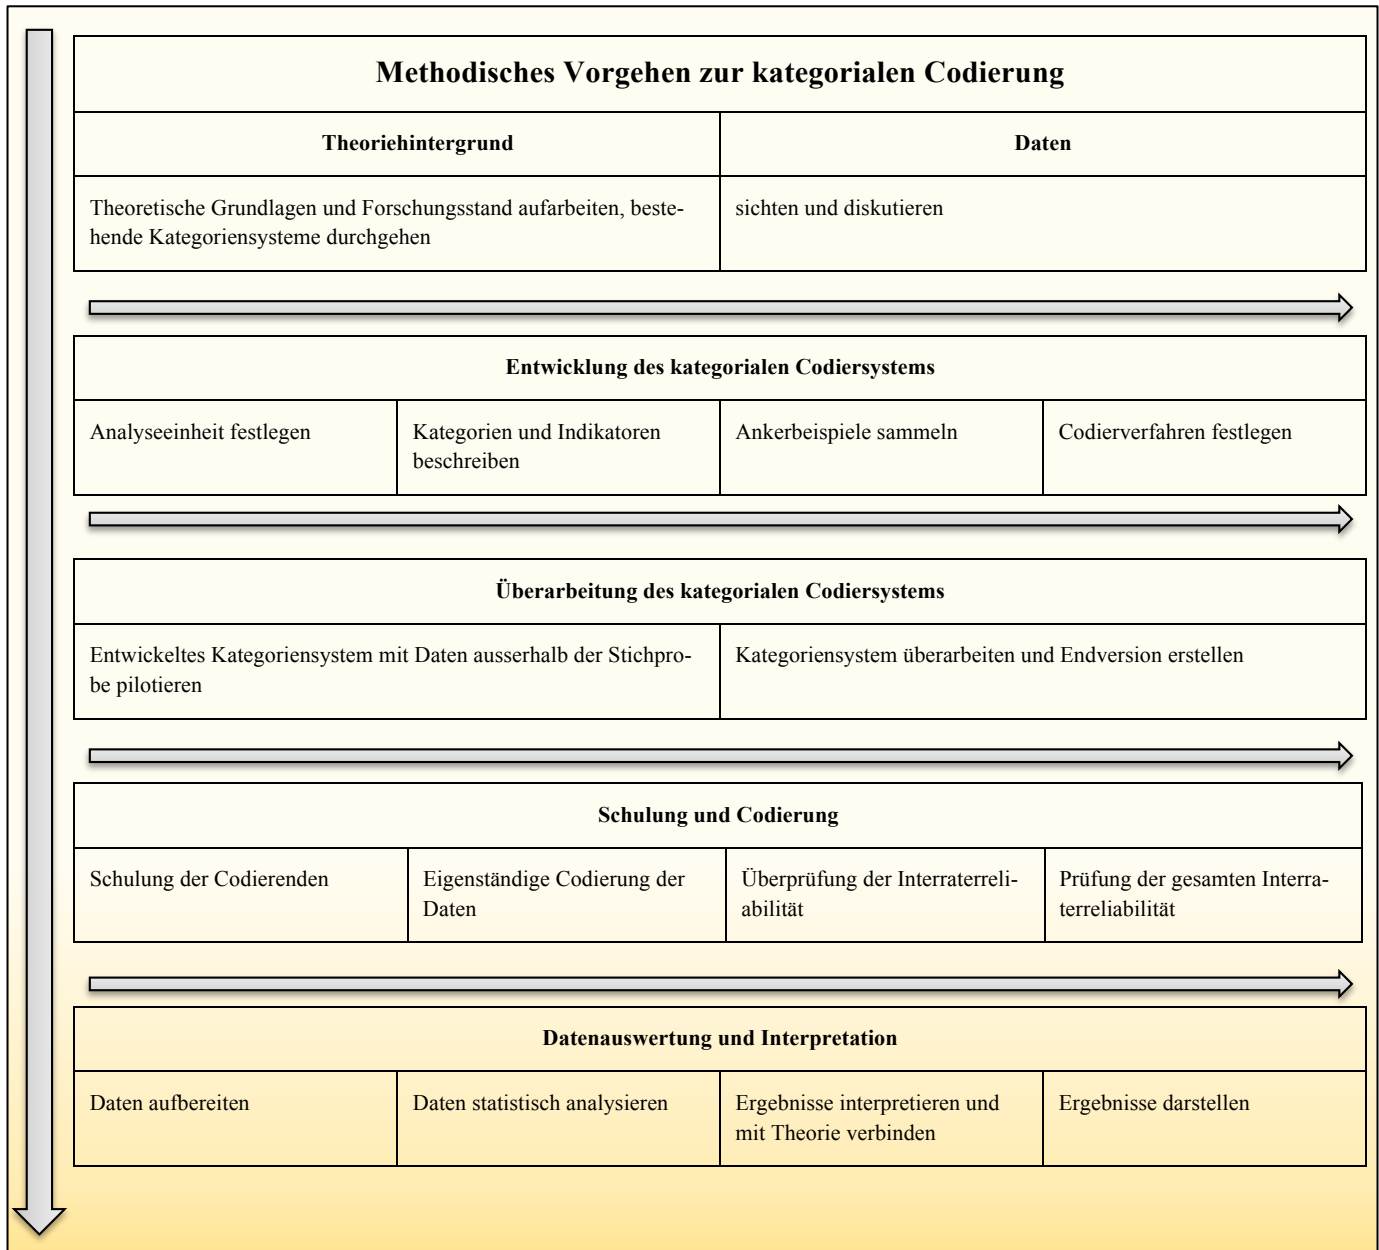 Methodisches Vorgehen zur kategorialen Codierung
Theoriehintergrund
Daten
Theoretische Grundlagen und Forschungsstand aufarbeiten, beste-
hende Kategoriensysteme durchgehen
sichten und diskutieren
Entwicklung des kategorialen Codiersystems
Analyseeinheit festlegen
Kategorien und Indikatoren
beschreiben
Ankerbeispiele sammeln
Codierverfahren festlegen
Überarbeitung des kategorialen Codiersystems
Entwickeltes Kategoriensystem mit Daten ausserhalb der Stichpro-
be pilotieren
Kategoriensystem überarbeiten und Endversion erstellen
Schulung und Codierung
Schulung der Codierenden
Eigenständige Codierung der
Daten
Überprüfung der Interraterreli-
abilität
Prüfung der gesamten Interra-
terreliabilität
Datenauswertung und Interpretation
Daten aufbereiten
Daten statistisch analysieren
Ergebnisse interpretieren und
mit Theorie verbinden
Ergebnisse darstellen